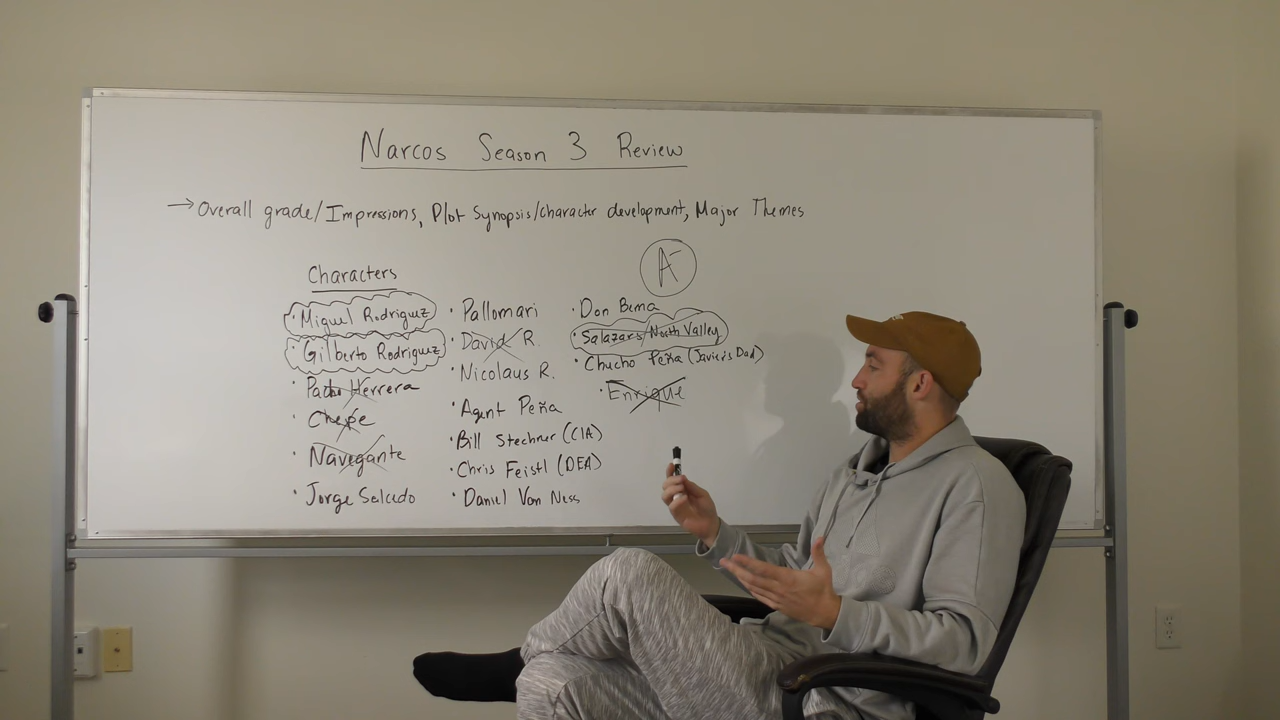 Narcos Season 3 Review
→ Overall grade/Impressions, Plot Synopsis/character development, Major Themes
A-
Characters
· Miguel Rodriguez
· Gilberto Rodriguez
· Pacho Herrera
· Chepe
· Navegante
· Jorge Salcedo
· Pallomari
· David R.
· Nicolaus R.
· Agent Peña
· Bill Stechner (CIA)
· Chris Feistl (DEA)
· Daniel Van Ness
· Don Berna
· Salazars North Valley
· Chucho Peña (Javier's Dad)
· Enrique